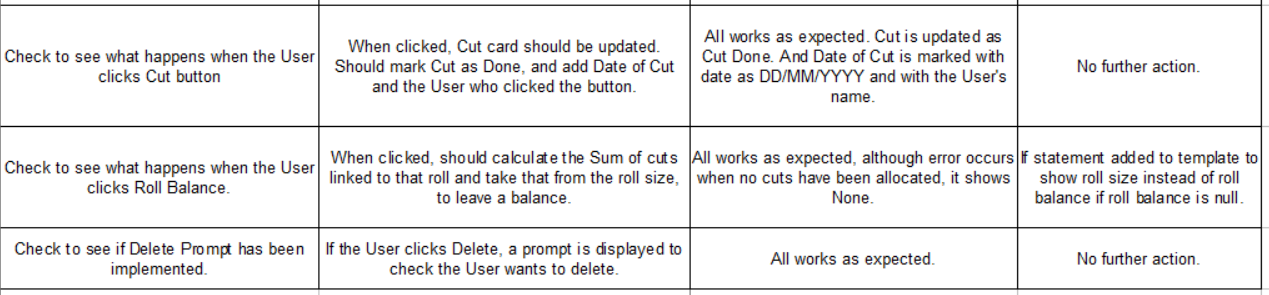 Check to see what happens when the User
clicks Cut button
When clicked, Cut card should be updated.
Should mark Cut as Done, and add Date of Cut
and the User who clicked the button.
All works as expected. Cut is updated as
Cut Done. And Date of Cut is marked with
date as DD/MM/YYYY and with the User's
name.
No further action.
Check to see what happens when the User
clicks Roll Balance.
When clicked, should calculate the Sum of cuts
linked to that roll and take that from the roll size,
to leave a balance.
All works as expected, although error occurs
when no cuts have been allocated, it shows
None.
If statement added to template to
show roll size instead of roll
balance if roll balance is null.
Check to see if Delete Prompt has been
implemented.
If the User clicks Delete, a prompt is displayed to
check the User wants to delete.
All works as expected.
No further action.